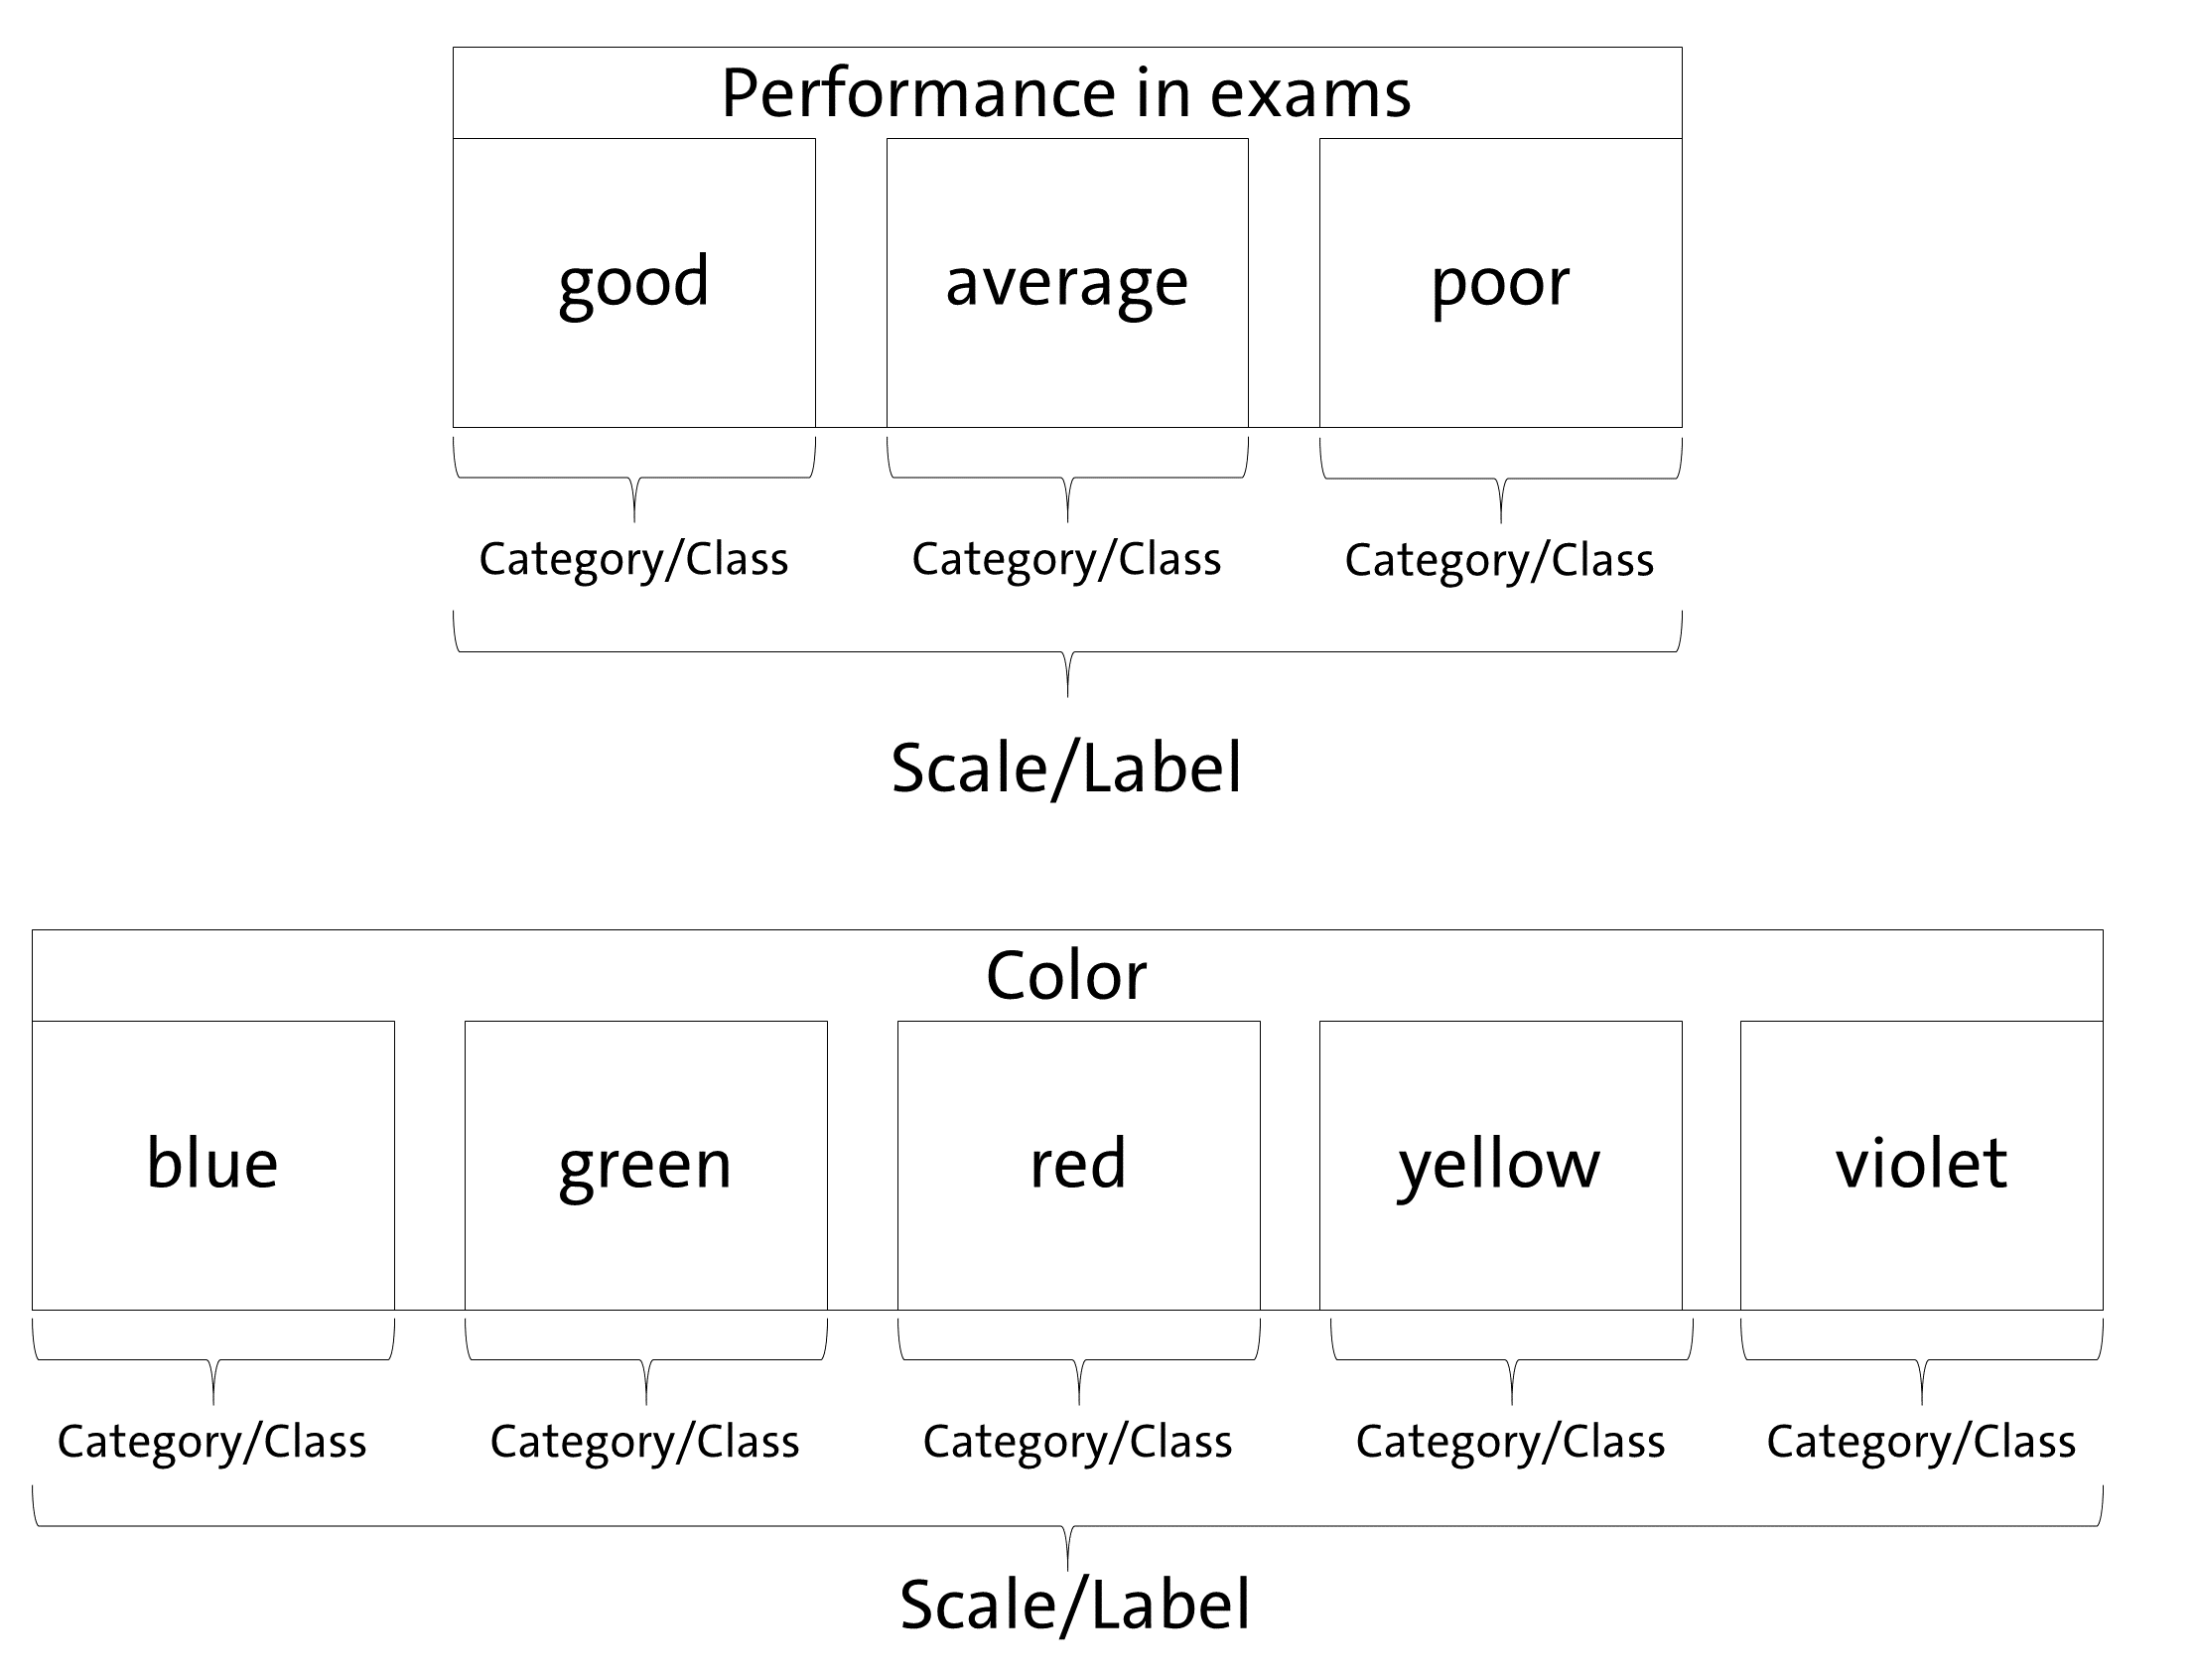 Performance in exams
good average poor
Category/Class Category/Class Category/Class
Scale/Label
Color
blue green red yellow violet
Category/Class Category/Class Category/Class Category/Class Category/Class
Scale/Label